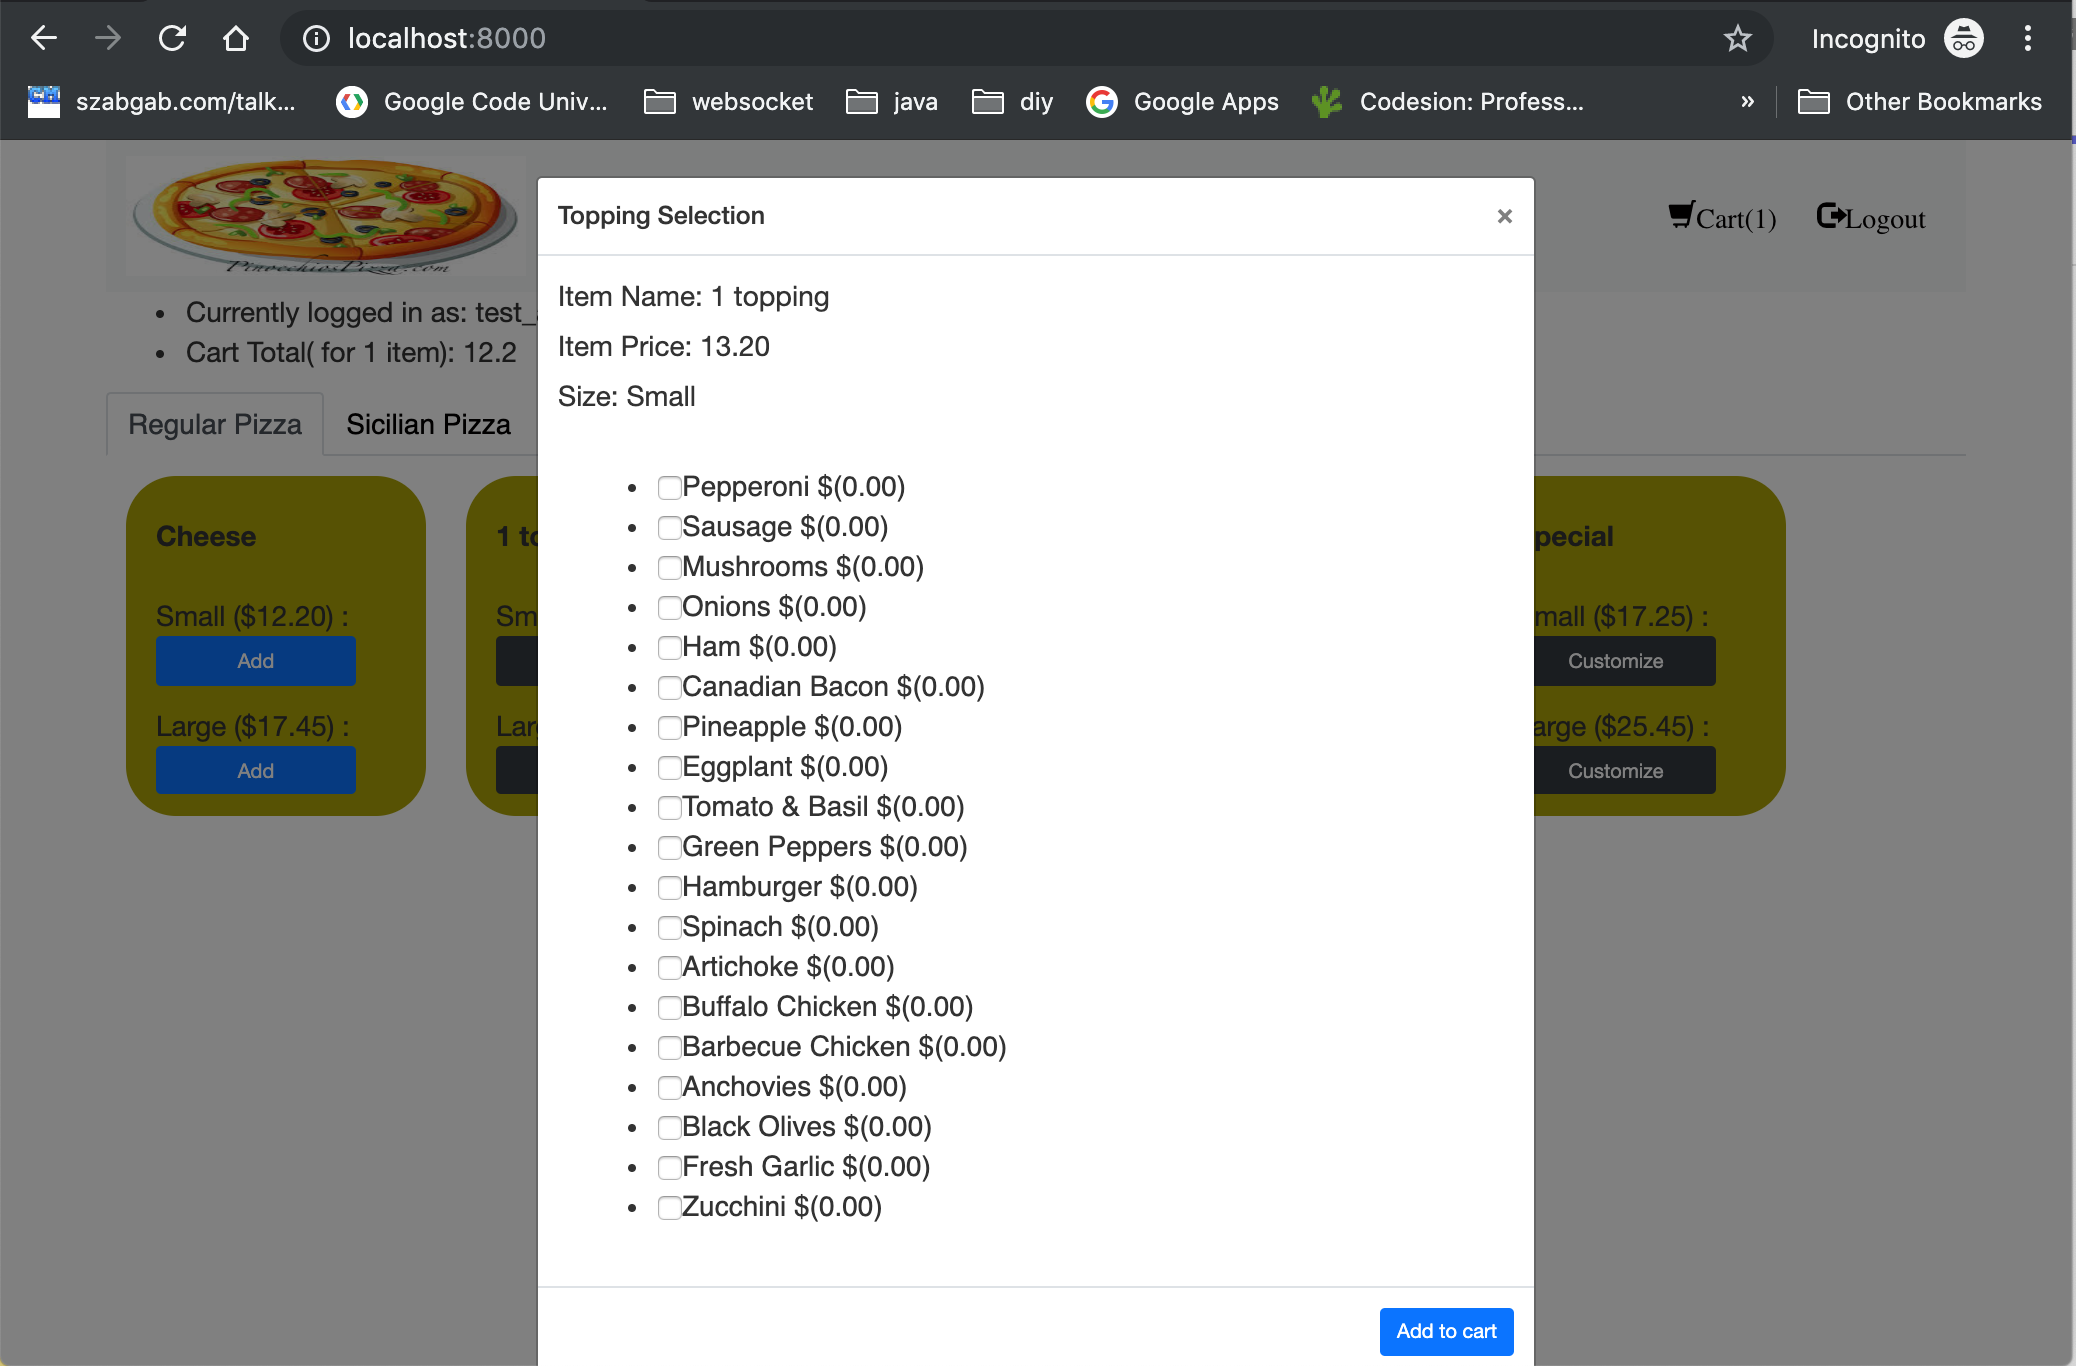 localhost:8000
Incognito
szabgab.com/talk...
Google Code Univ...
websocket
java
diy
Google Apps
Codesion: Profess...
»
Other Bookmarks
PinocchiosPizza.com
Cart(1)
Logout
Currently logged in as: test_
Cart Total( for 1 item): 12.2
Regular Pizza
Sicilian Pizza
Cheese
Small ($12.20) :
Add
Large ($17.45) :
Add
1 to
Sm
Lar
Topping Selection
×
Item Name: 1 topping
Item Price: 13.20
Size: Small
Pepperoni $(0.00)
Sausage $(0.00)
Mushrooms $(0.00)
Onions $(0.00)
Ham $(0.00)
Canadian Bacon $(0.00)
Pineapple $(0.00)
Eggplant $(0.00)
Tomato & Basil $(0.00)
Green Peppers $(0.00)
Hamburger $(0.00)
Spinach $(0.00)
Artichoke $(0.00)
Buffalo Chicken $(0.00)
Barbecue Chicken $(0.00)
Anchovies $(0.00)
Black Olives $(0.00)
Fresh Garlic $(0.00)
Zucchini $(0.00)
Add to cart
pecial
mall ($17.25) :
Customize
arge ($25.45) :
Customize